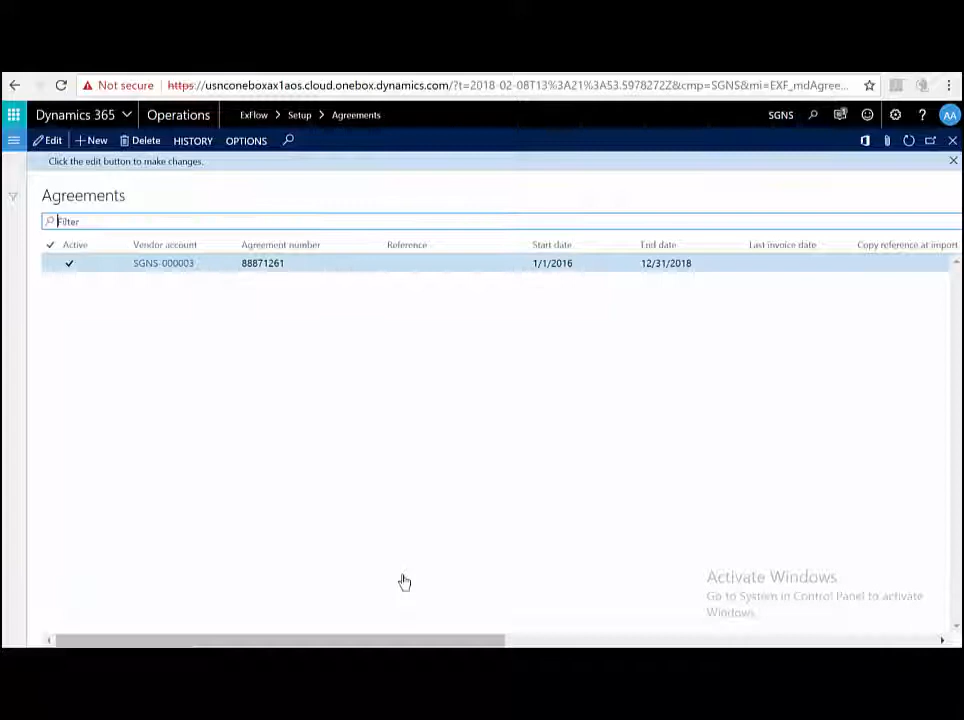 Not secure https://usnconeboxax1aos.cloud.onebox.dynamics.com/?t=2018-02-08T13%3A21%3A53.5978272Z&cmp=SGNS&mi=EXF_mdAgree...
Dynamics 365 Operations ExFlow > Setup > Agreements SGNS ? AA
Edit + New Delete HISTORY OPTIONS
Click the edit button to make changes.
Agreements
Filter
Active Vendor account Agreement number Reference Start date End date Last invoice date Copy reference at import
SGNS-000003 88871261 1/1/2016 12/31/2018
Activate Windows
Go to System in Control Panel to activate
Windows.